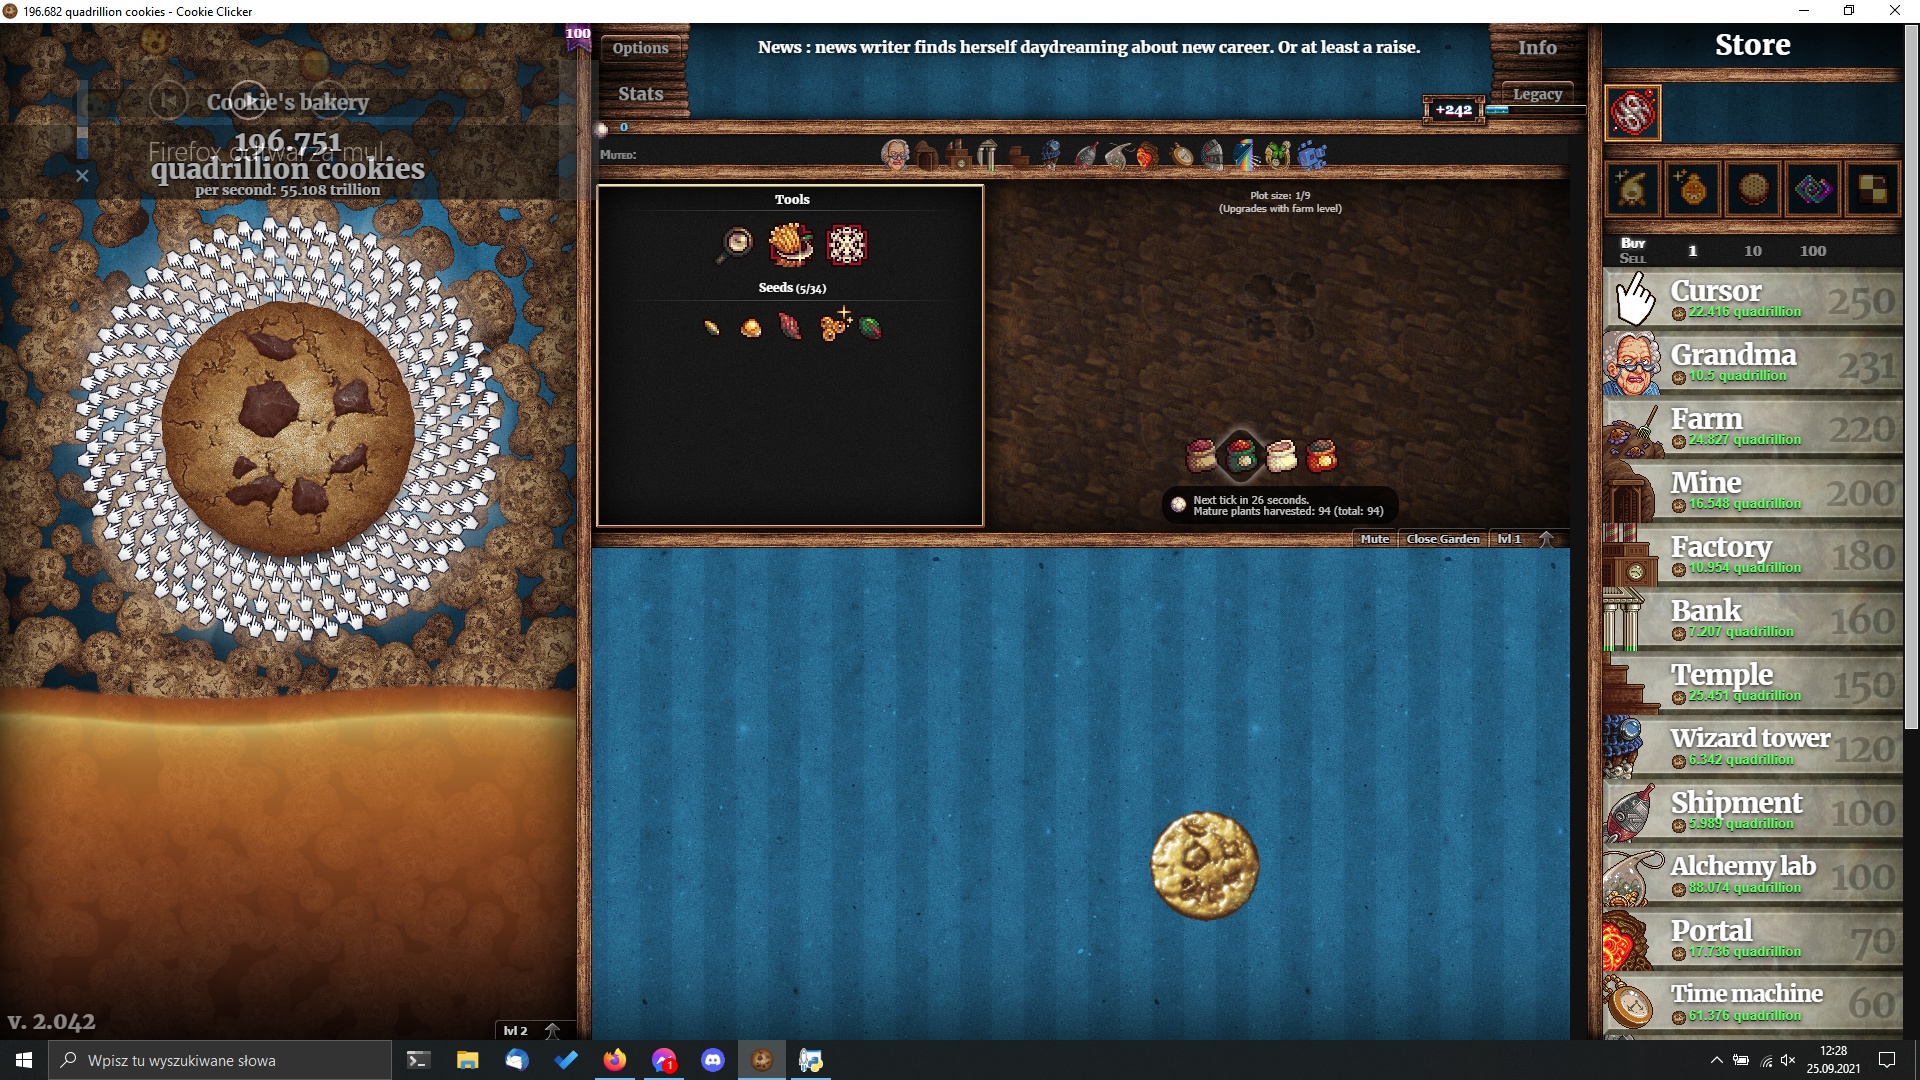 196.682 quadrillion cookies - Cookie Clicker
100
Options
Stats
News : news writer finds herself daydreaming about new career. Or at least a raise.
Info
Legacy
+242
0
Muted:
Cookie's bakery
196.751
quadrillion cookies
per second: 55.108 trillion
Firefox odtwarza mul...
Tools
Seeds (5/34)
Plot size: 1/9
(Upgrades with farm level)
Next tick in 26 seconds.
Mature plants harvested: 94 (total: 94)
Mute
Close Garden
lvl 1
Store
Buy
Sell
1
10
100
Cursor
22.416 quadrillion
250
Grandma
10.5 quadrillion
231
Farm
24.827 quadrillion
220
Mine
16.548 quadrillion
200
Factory
10.954 quadrillion
180
Bank
7.207 quadrillion
160
Temple
25.451 quadrillion
150
Wizard tower
6.342 quadrillion
120
Shipment
5.989 quadrillion
100
Alchemy lab
88.074 quadrillion
100
Portal
17.736 quadrillion
70
Time machine
61.376 quadrillion
60
v. 2.042
lvl 2
Wpisz tu wyszukiwane słowa
1
12:28
25.09.2021